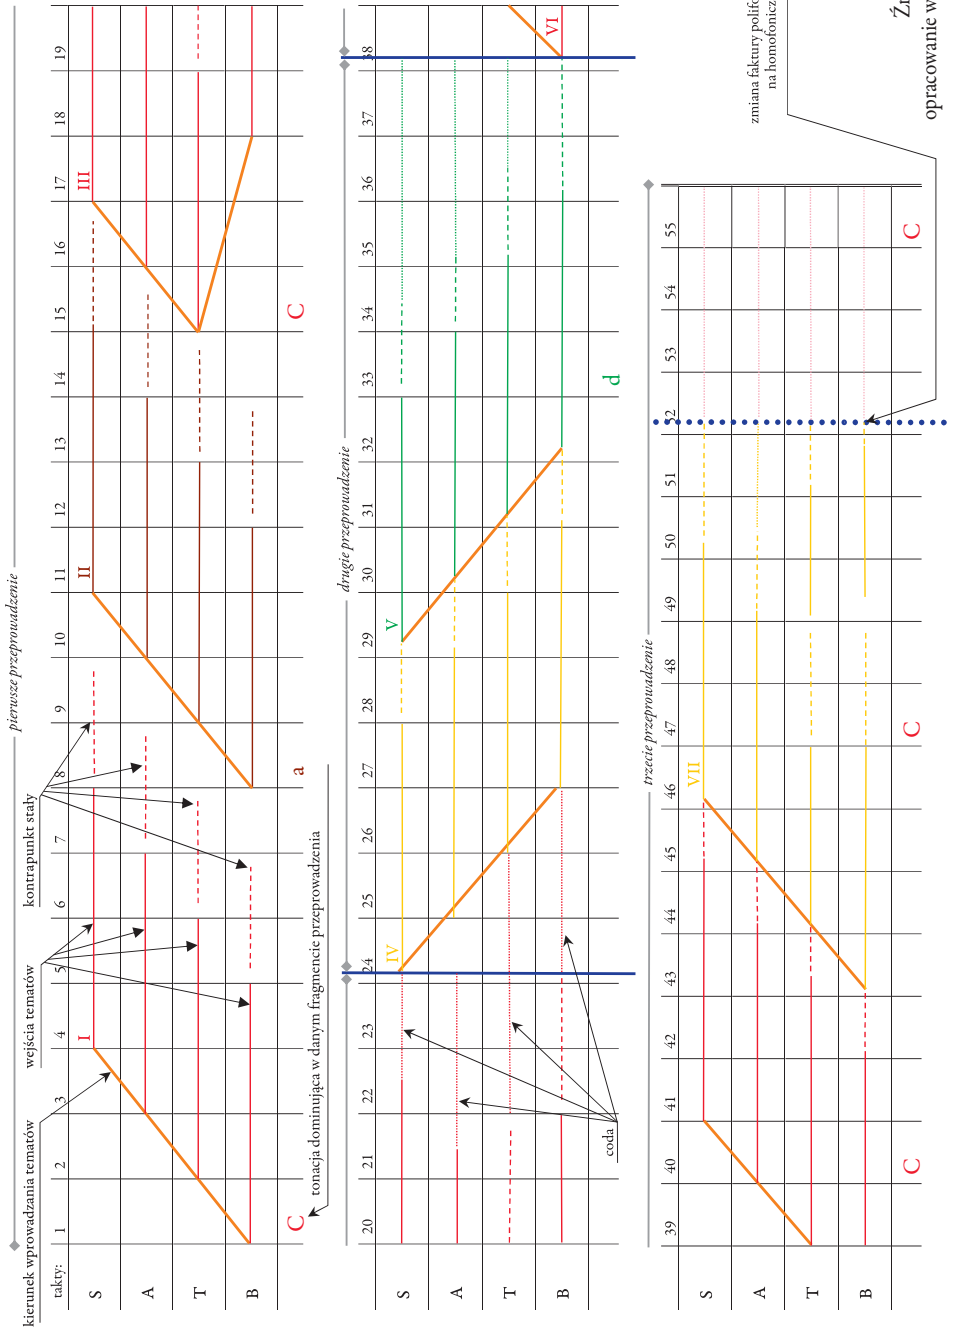 pierwsze przeprowadzenie
kierunek wprowadzania tematów
wejścia tematów
kontrapunkt stały
takty: 1 2 3 4 5 6 7 8 9 10 11 12 13 14 15 16 17 18 19
S I II III
A
T
B
C a C
tonacja dominująca w danym fragmencie przeprowadzenia
drugie przeprowadzenie
20 21 22 23 24 25 26 27 28 29 30 31 32 33 34 35 36 37 38
S IV V
A
T
B VI
coda
d
trzecie przeprowadzenie
39 40 41 42 43 44 45 46 47 48 49 50 51 52 53 54 55
S VII
A
T
B
C C C
zmiana faktury polifo
na homofonicz
Źr
opracowanie w